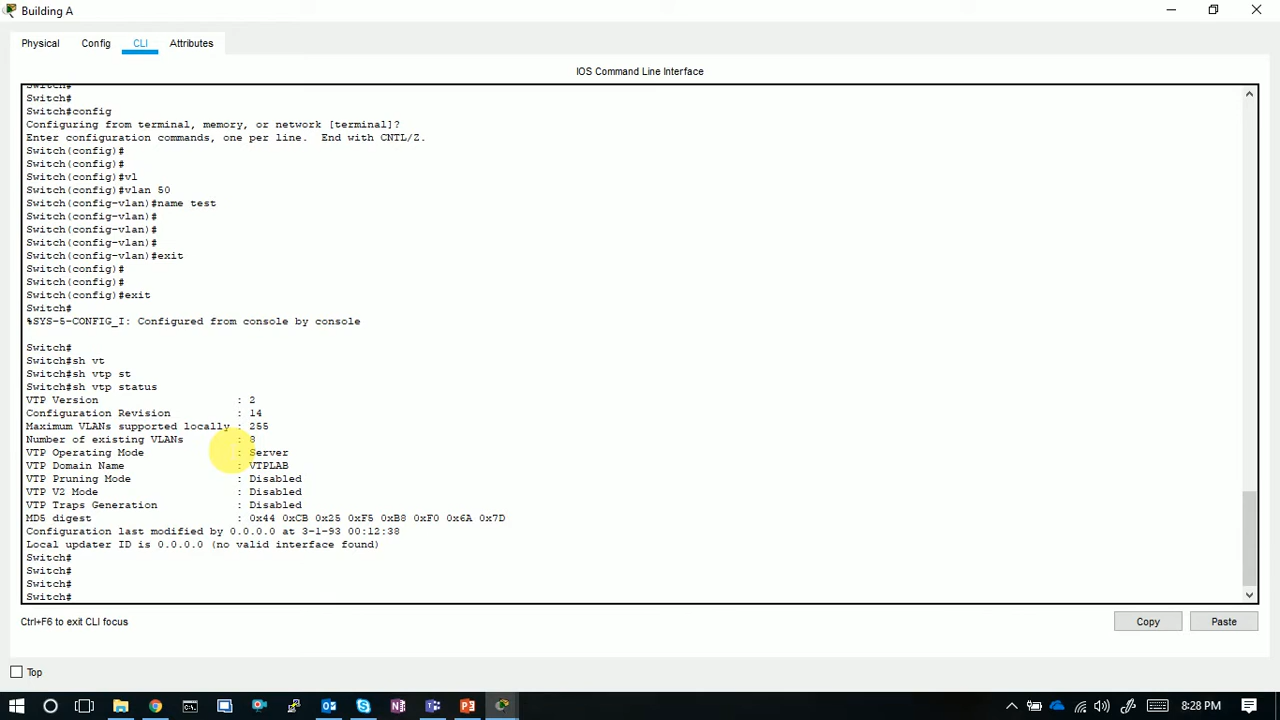 Building A
Physical Config CLI Attributes
IOS Command Line Interface
Switch#
Switch#
Switch#config
Configuring from terminal, memory, or network [terminal]?
Enter configuration commands, one per line.  End with CNTL/Z.
Switch(config)#
Switch(config)#
Switch(config)#vl
Switch(config)#vlan 50
Switch(config-vlan)#name test
Switch(config-vlan)#
Switch(config-vlan)#
Switch(config-vlan)#
Switch(config-vlan)#exit
Switch(config)#
Switch(config)#
Switch(config)#exit
Switch#
%SYS-5-CONFIG_I: Configured from console by console
Switch#
Switch#sh vt
Switch#sh vtp st
Switch#sh vtp status
VTP Version : 2
Configuration Revision : 14
Maximum VLANs supported locally : 255
Number of existing VLANs : 8
VTP Operating Mode : Server
VTP Domain Name : VTPLAB
VTP Pruning Mode : Disabled
VTP V2 Mode : Disabled
VTP Traps Generation : Disabled
MD5 digest : 0x44 0xCB 0x25 0xF5 0xB8 0xF0 0x6A 0x7D
Configuration last modified by 0.0.0.0 at 3-1-93 00:12:38
Local updater ID is 0.0.0.0 (no valid interface found)
Switch#
Switch#
Switch#
Switch#
Ctrl+F6 to exit CLI focus
Copy Paste
Top
8:28 PM